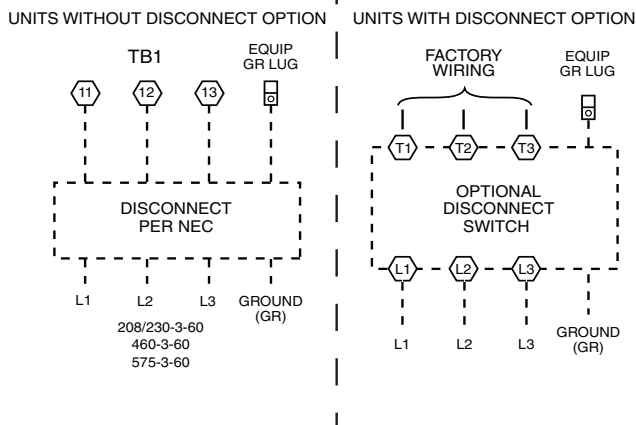 UNITS WITHOUT DISCONNECT OPTION
TB1
EQUIP
GR LUG
11
12
13
DISCONNECT
PER NEC
L1
L2
L3
GROUND
(GR)
208/230-3-60
460-3-60
575-3-60
UNITS WITH DISCONNECT OPTION
FACTORY
WIRING
EQUIP
GR LUG
T1
T2
T3
OPTIONAL
DISCONNECT
SWITCH
L1
L2
L3
L1
L2
L3
GROUND
(GR)